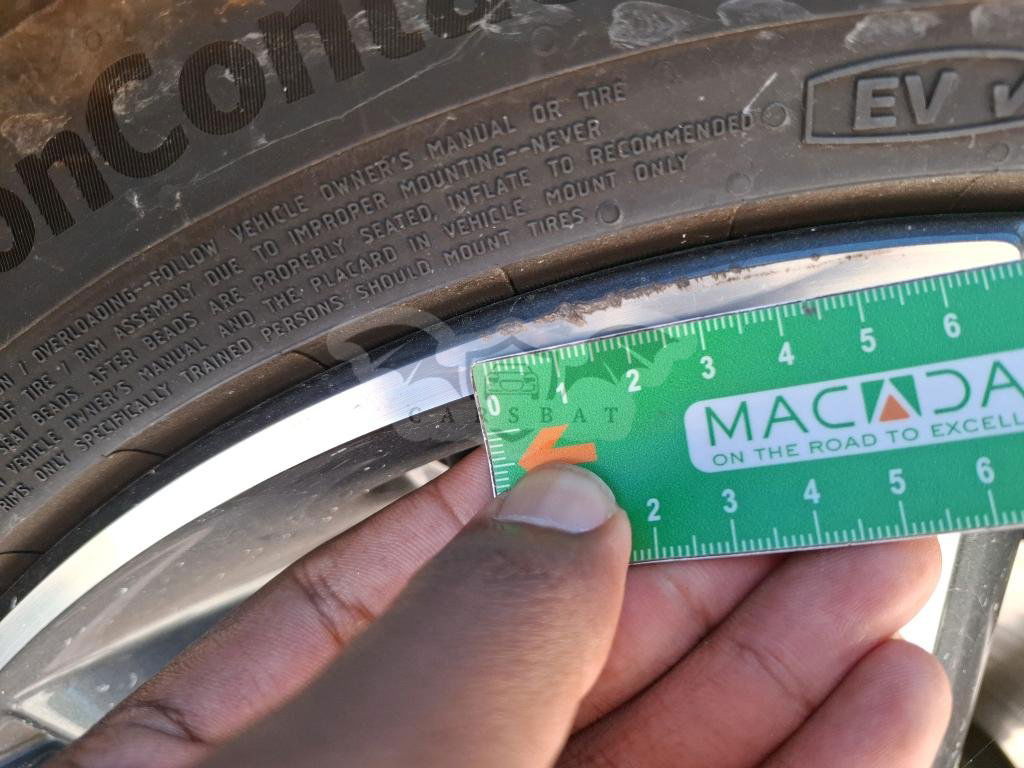 onConta
EV
ON / OVERLOADING--FOLLOW VEHICLE OWNER'S MANUAL OR TIRE
OF TIRE / RIM ASSEMBLY DUE TO IMPROPER MOUNTING--NEVER
SEAT BEADS AFTER BEADS ARE PROPERLY SEATED. INFLATE TO RECOMMENDED
VEHICLE OWNER'S MANUAL AND THE PLACARD IN VEHICLE MOUNT ONLY
RIMS ONLY SPECIFICALLY TRAINED PERSONS SHOULD MOUNT TIRES
0 1 2 3 4 5 6
CARSBAT
MACADA
ON THE ROAD TO EXCELL
2 3 4 5 6